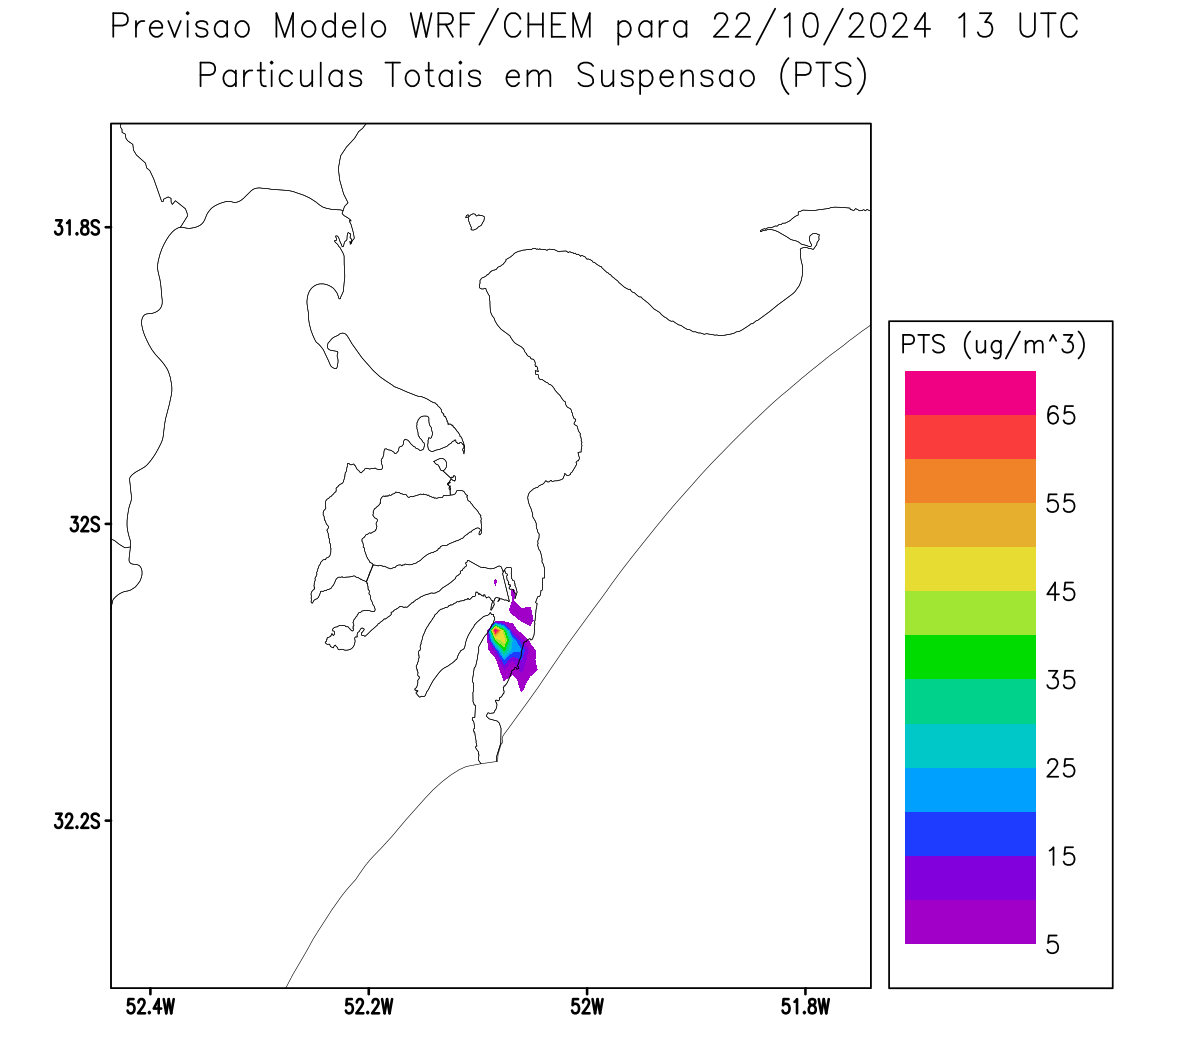 Previsao Modelo WRF/CHEM para 22/10/2024 13 UTC
Particulas Totais em Suspensao (PTS)
31.8S
32S
32.2S
52.4W
52.2W
52W
51.8W
PTS (ug/m^3)
65
55
45
35
25
15
5